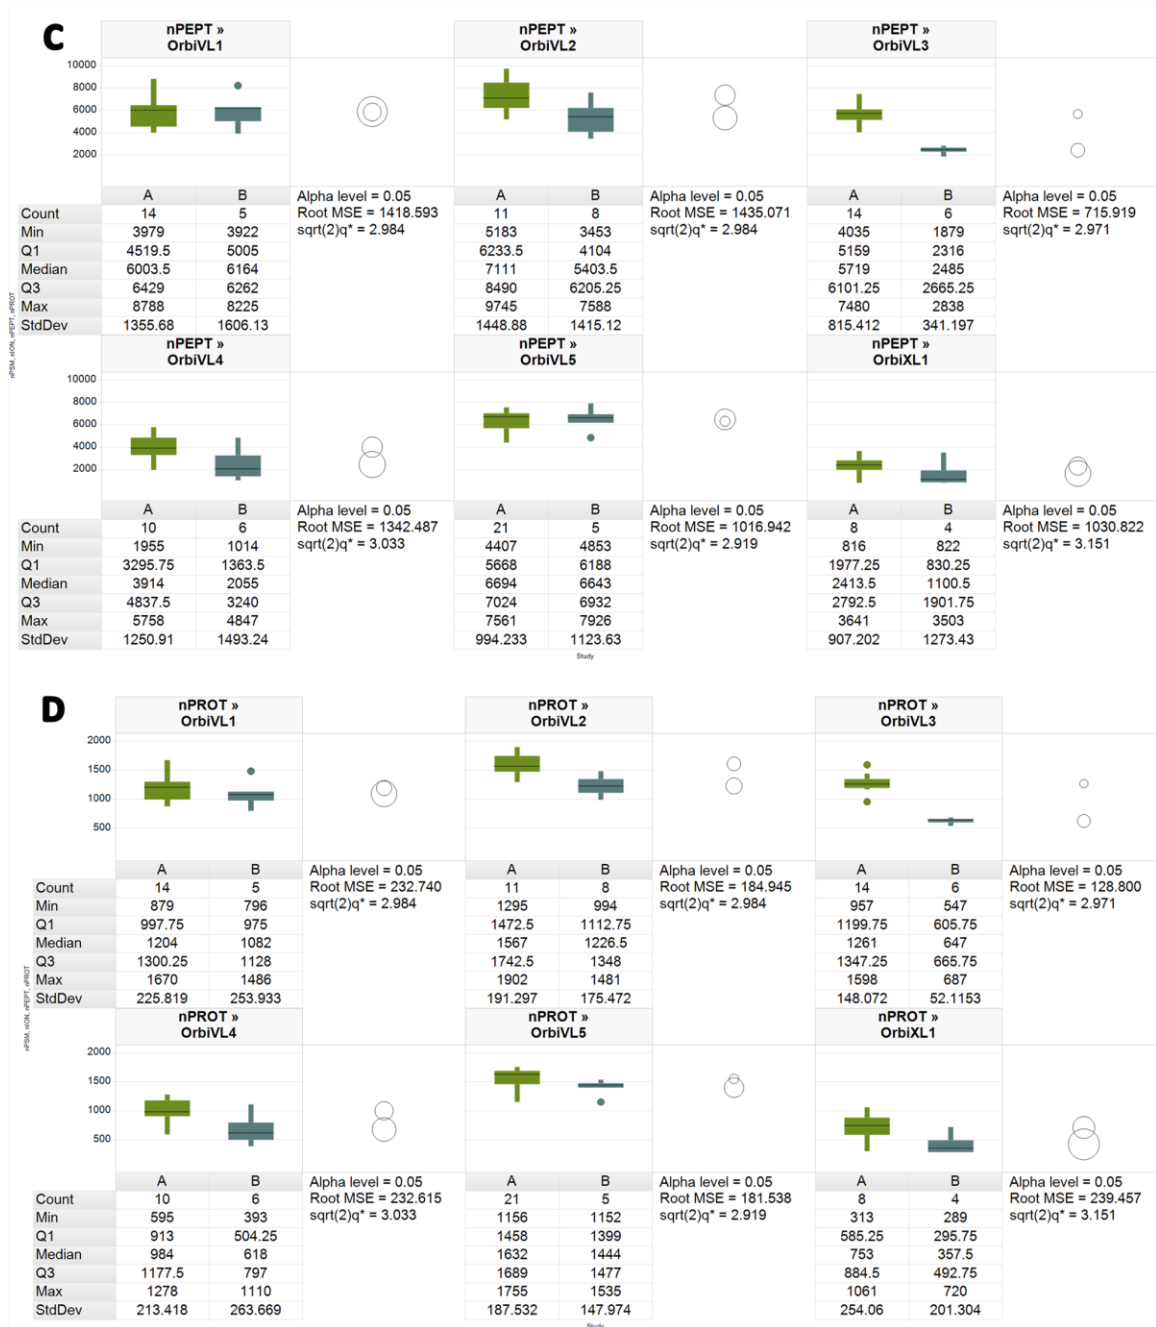 C
nPEPT »
OrbiVL1
nPEPT »
OrbiVL2
nPEPT »
OrbiVL3
10000
8000
6000
4000
2000
A B Alpha level = 0.05 A B Alpha level = 0.05 A B Alpha level = 0.05
Count 14 5 Root MSE = 1418.593 11 8 Root MSE = 1435.071 14 6 Root MSE = 715.919
Min 3979 3922 sqrt(2)q* = 2.984 5183 3453 sqrt(2)q* = 2.984 4035 1879 sqrt(2)q* = 2.971
Q1 4519.5 5005 6233.5 4104 5159 2316
Median 6003.5 6164 7111 5403.5 5719 2485
Q3 6429 6262 8490 6205.25 6101.25 2665.25
Max 8788 8225 9745 7588 7480 2838
StdDev 1355.68 1606.13 1448.88 1415.12 815.412 341.197
nPSM, nION, nPEPT, nPROT
nPEPT »
OrbiVL4
nPEPT »
OrbiVL5
nPEPT »
OrbiXL1
10000
8000
6000
4000
2000
A B Alpha level = 0.05 A B Alpha level = 0.05 A B Alpha level = 0.05
Count 10 6 Root MSE = 1342.487 21 5 Root MSE = 1016.942 8 4 Root MSE = 1030.822
Min 1955 1014 sqrt(2)q* = 3.033 4407 4853 sqrt(2)q* = 2.919 816 822 sqrt(2)q* = 3.151
Q1 3295.75 1363.5 5668 6188 1977.25 830.25
Median 3914 2055 6694 6643 2413.5 1100.5
Q3 4837.5 3240 7024 6932 2792.5 1901.75
Max 5758 4847 7561 7926 3641 3503
StdDev 1250.91 1493.24 994.233 1123.63 907.202 1273.43
Study
D
nPROT »
OrbiVL1
nPROT »
OrbiVL2
nPROT »
OrbiVL3
2000
1500
1000
500
A B Alpha level = 0.05 A B Alpha level = 0.05 A B Alpha level = 0.05
Count 14 5 Root MSE = 232.740 11 8 Root MSE = 184.945 14 6 Root MSE = 128.800
Min 879 796 sqrt(2)q* = 2.984 1295 994 sqrt(2)q* = 2.984 957 547 sqrt(2)q* = 2.971
Q1 997.75 975 1472.5 1112.75 1199.75 605.75
Median 1204 1082 1567 1226.5 1261 647
Q3 1300.25 1128 1742.5 1348 1347.25 665.75
Max 1670 1486 1902 1481 1598 687
StdDev 225.819 253.933 191.297 175.472 148.072 52.1153
nPSM, nION, nPEPT, nPROT
nPROT »
OrbiVL4
nPROT »
OrbiVL5
nPROT »
OrbiXL1
2000
1500
1000
500
A B Alpha level = 0.05 A B Alpha level = 0.05 A B Alpha level = 0.05
Count 10 6 Root MSE = 232.615 21 5 Root MSE = 181.538 8 4 Root MSE = 239.457
Min 595 393 sqrt(2)q* = 3.033 1156 1152 sqrt(2)q* = 2.919 313 289 sqrt(2)q* = 3.151
Q1 913 504.25 1458 1399 585.25 295.75
Median 984 618 1632 1444 753 357.5
Q3 1177.5 797 1689 1477 884.5 492.75
Max 1278 1110 1755 1535 1061 720
StdDev 213.418 263.669 187.532 147.974 254.06 201.304
Study